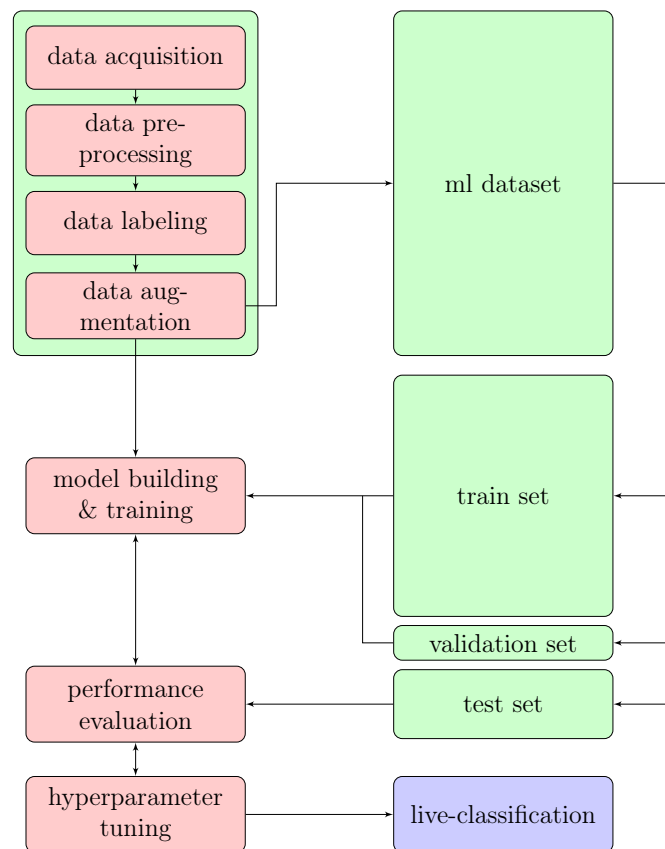 data acquisition
data pre-
processing
data labeling
data aug-
mentation
ml dataset
model building
& training
train set
validation set
performance
evaluation
test set
hyperparameter
tuning
live-classification